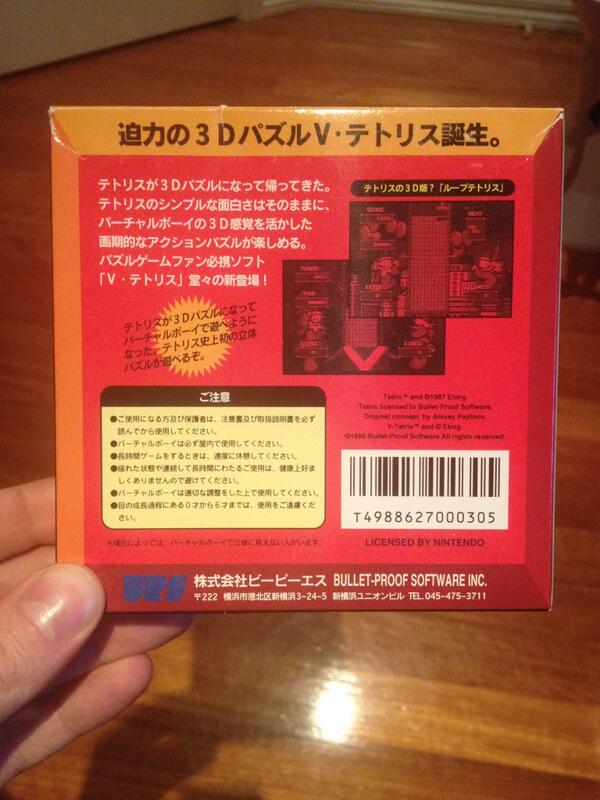 迫力の3DパズルV・テトリス誕生。
テトリスが3Dパズルになって帰ってきた。
テトリスのシンプルな面白さはそのままに、
バーチャルボーイの3D感覚を活かした
画期的なアクションパズルが楽しめる。
パズルゲームファン必携ソフト
「V・テトリス」堂々の新登場!
テトリスの3D版?「ループテトリス」
テトリスが3Dパズルになって
バーチャルボーイで遊べように
なった。テトリス史上初の立体
パズルが遊べるぞ。
ご注意
●ご使用になる方及び保護者は、注意書及び取扱説明書を必ず
読んでから使用してください。
●バーチャルボーイは必ず屋内で使用してください。
●長時間ゲームをするときは、適度に休憩してください。
●疲れた状態や連続して長時間にわたるご使用は、健康上好ま
しくありませんので避けてください。
●バーチャルボーイは適切な調整をした上で使用してください。
●目の成長過程にある0才から6才までは、使用をご遠慮くだ
さい。
*場合によっては、バーチャルボーイで立体に見えない人がいます。
Tetris™ and ©1987 Elorg.
Tetris licensed to Bullet-Proof Software.
Original concept by Alexey Pajitnov.
V-Tetris™ and © Elorg.
©1995 Bullet-Proof Software All rights reserved
T4988627000305
LICENSED BY NINTENDO
BPS 株式会社ビーピーエス BULLET-PROOF SOFTWARE INC.
〒222 横浜市港北区新横浜3-24-5 新横浜ユニオンビル TEL.045-475-3711